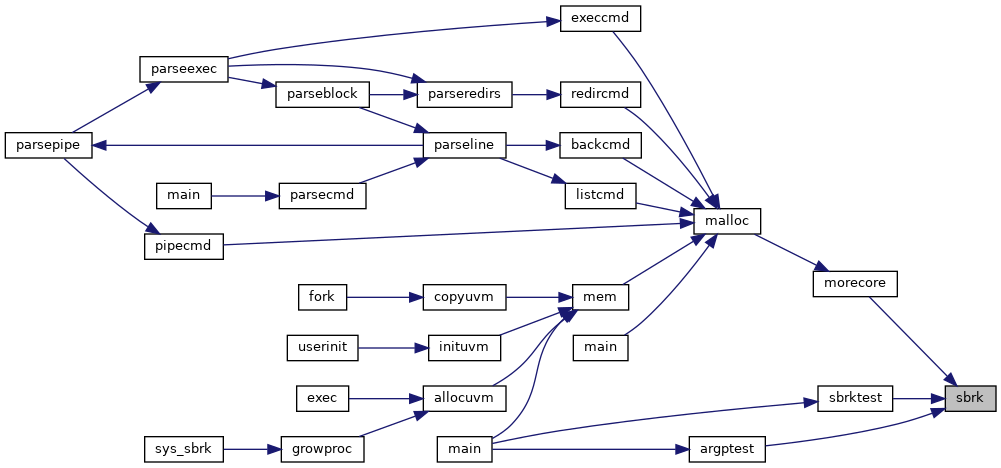 execcmd
parseexec
parseblock
parseredirs
redircmd
parsepipe
parseline
backcmd
main
parsecmd
listcmd
malloc
pipecmd
morecore
fork
copyuvm
mem
userinit
inituvm
main
exec
allocuvm
sbrktest
sbrk
sys_sbrk
growproc
main
argptest